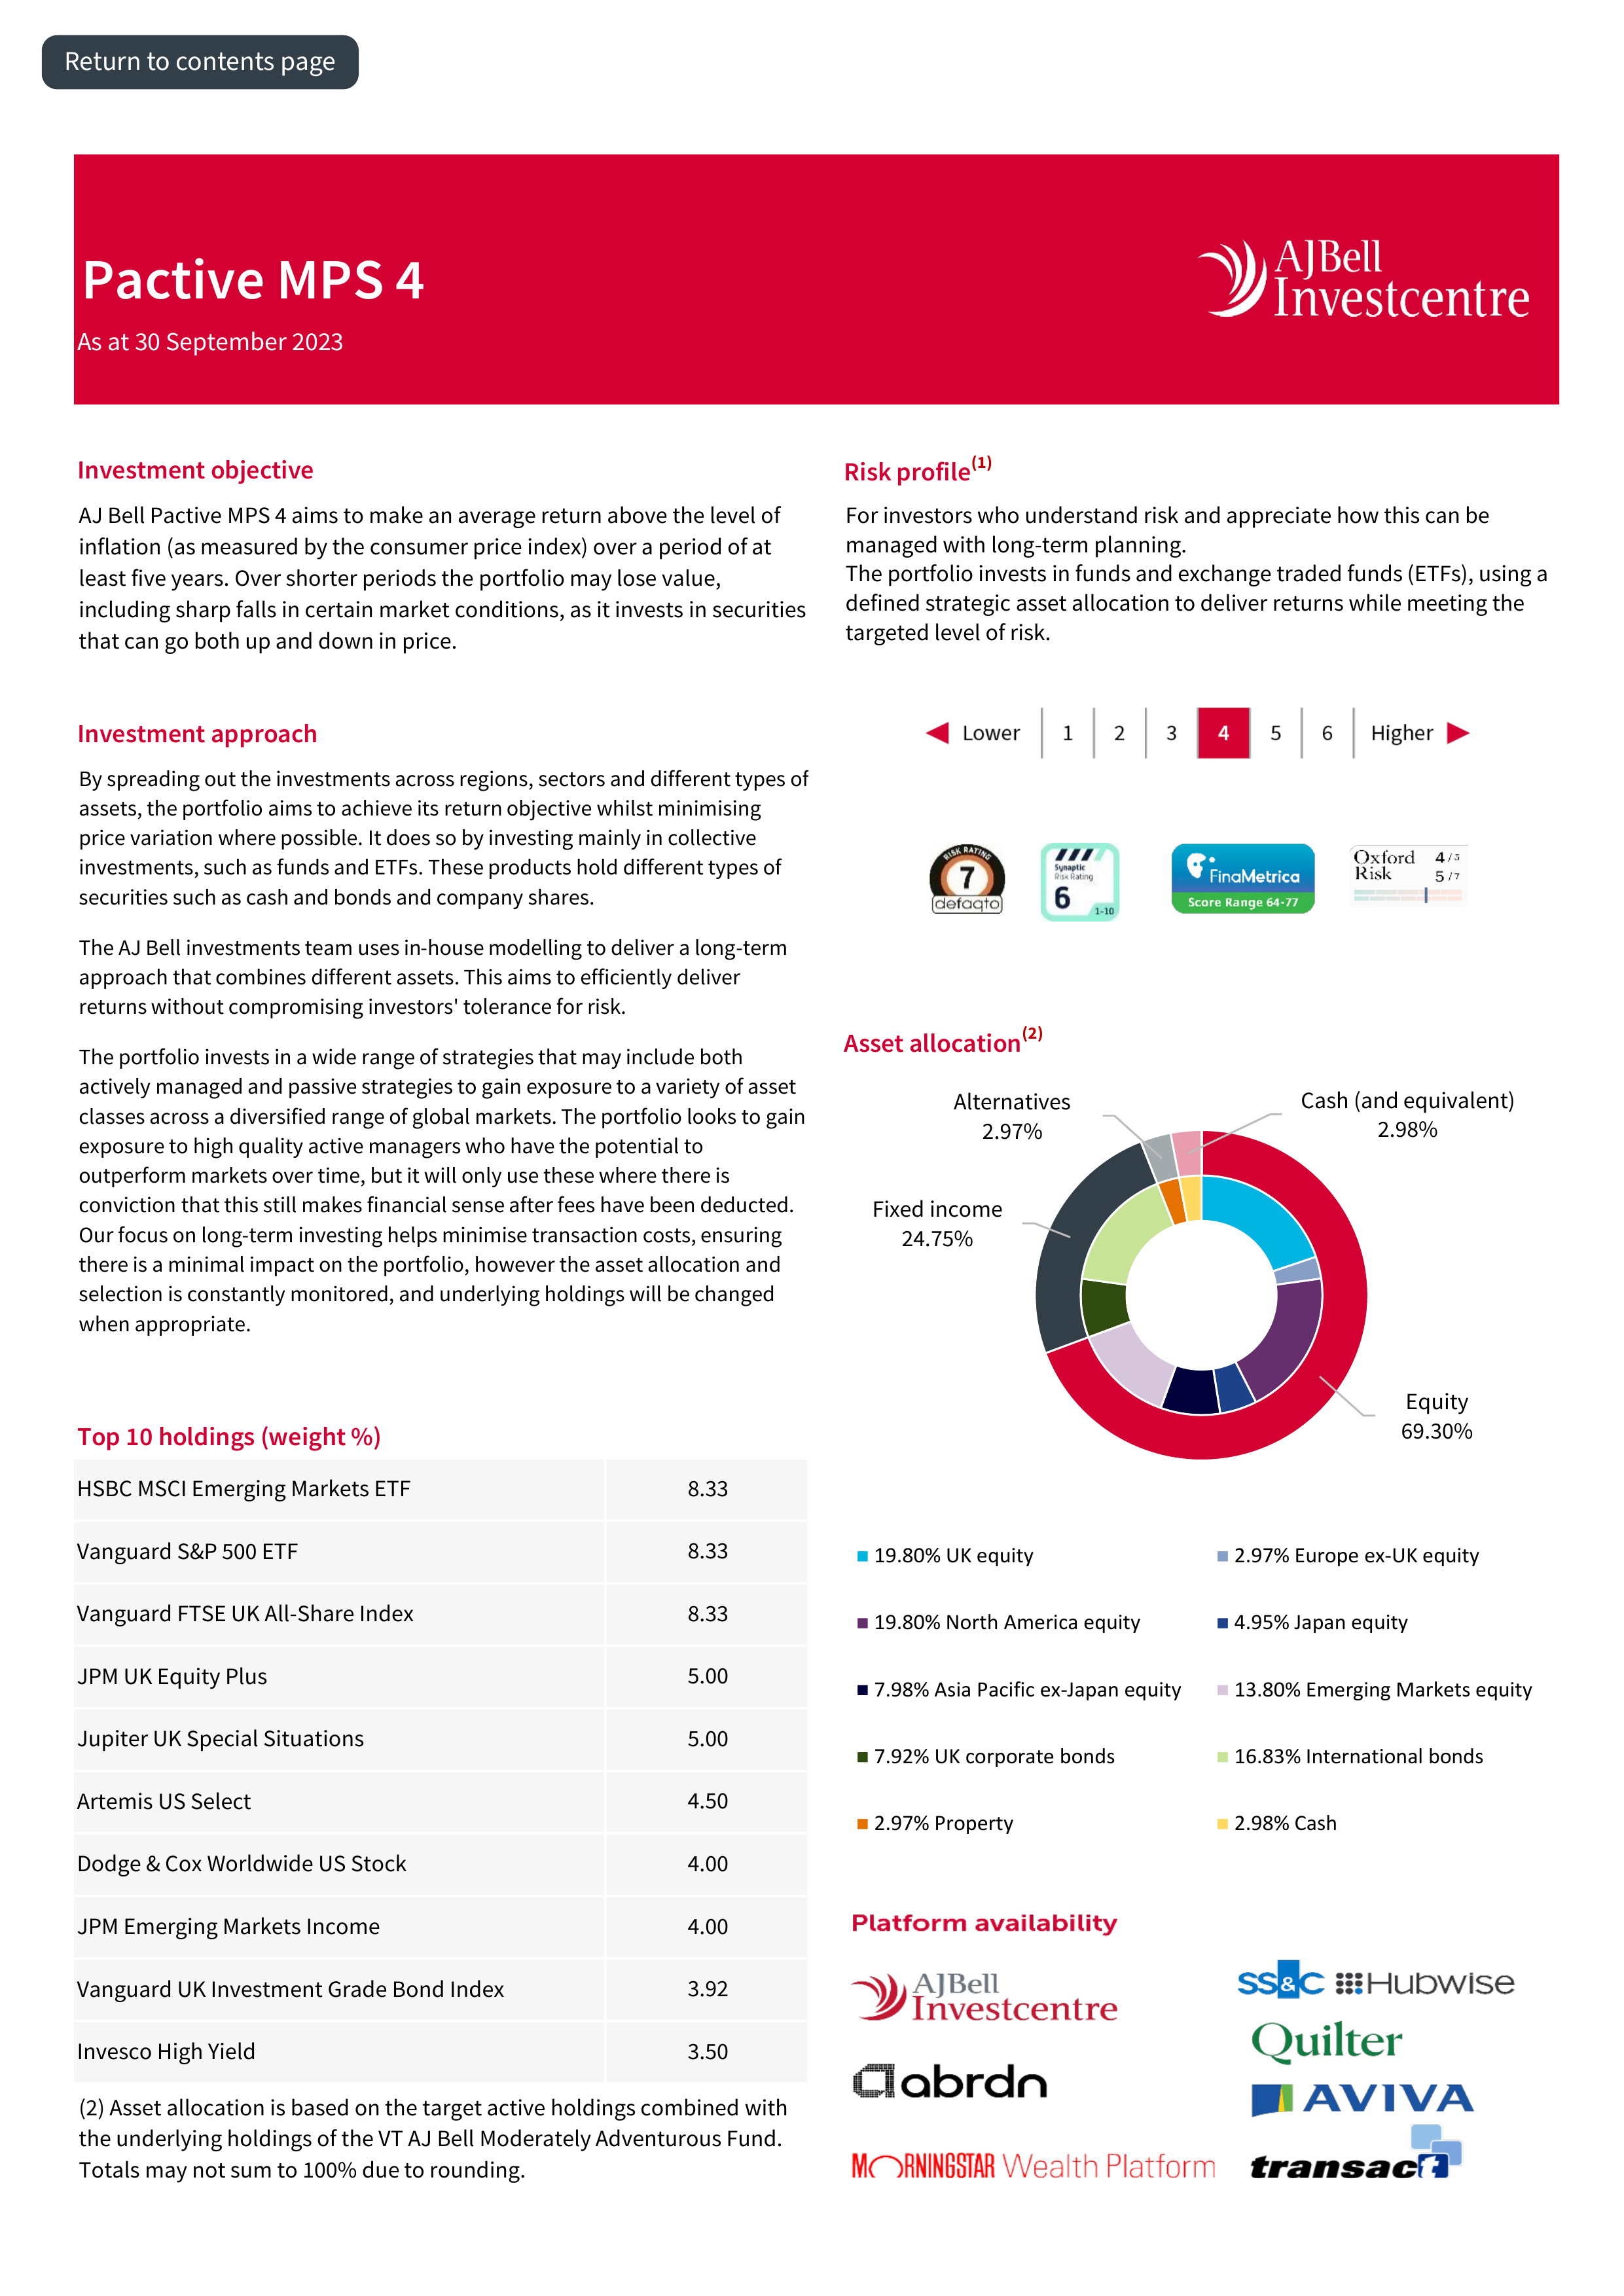 Return to contents page
Pactive MPS 4
As at 30 September 2023
AJBell
Investcentre
Investment objective
AJ Bell Pactive MPS 4 aims to make an average return above the level of
inflation (as measured by the consumer price index) over a period of at
least five years. Over shorter periods the portfolio may lose value,
including sharp falls in certain market conditions, as it invests in securities
that can go both up and down in price.
Investment approach
By spreading out the investments across regions, sectors and different types of
assets, the portfolio aims to achieve its return objective whilst minimising
price variation where possible. It does so by investing mainly in collective
investments, such as funds and ETFs. These products hold different types of
securities such as cash and bonds and company shares.
The AJ Bell investments team uses in-house modelling to deliver a long-term
approach that combines different assets. This aims to efficiently deliver
returns without compromising investors' tolerance for risk.
The portfolio invests in a wide range of strategies that may include both
actively managed and passive strategies to gain exposure to a variety of asset
classes across a diversified range of global markets. The portfolio looks to gain
exposure to high quality active managers who have the potential to
outperform markets over time, but it will only use these where there is
conviction that this still makes financial sense after fees have been deducted.
Our focus on long-term investing helps minimise transaction costs, ensuring
there is a minimal impact on the portfolio, however the asset allocation and
selection is constantly monitored, and underlying holdings will be changed
when appropriate.
Top 10 holdings (weight %)
HSBC MSCI Emerging Markets ETF 8.33
Vanguard S&P 500 ETF 8.33
Vanguard FTSE UK All-Share Index 8.33
JPM UK Equity Plus 5.00
Jupiter UK Special Situations 5.00
Artemis US Select 4.50
Dodge & Cox Worldwide US Stock 4.00
JPM Emerging Markets Income 4.00
Vanguard UK Investment Grade Bond Index 3.92
Invesco High Yield 3.50
(2) Asset allocation is based on the target active holdings combined with
the underlying holdings of the VT AJ Bell Moderately Adventurous Fund.
Totals may not sum to 100% due to rounding.
Risk profile(1)
For investors who understand risk and appreciate how this can be
managed with long-term planning.
The portfolio invests in funds and exchange traded funds (ETFs), using a
defined strategic asset allocation to deliver returns while meeting the
targeted level of risk.
Lower 1 2 3 4 5 6 Higher
RISK RATING
7
defaqto
Synaptic
Risk Rating
6
1-10
FinaMetrica
Score Range 64-77
Oxford 4/5
Risk 5/7
Asset allocation(2)
Alternatives
2.97%
Cash (and equivalent)
2.98%
Fixed income
24.75%
Equity
69.30%
19.80% UK equity 2.97% Europe ex-UK equity
19.80% North America equity 4.95% Japan equity
7.98% Asia Pacific ex-Japan equity 13.80% Emerging Markets equity
7.92% UK corporate bonds 16.83% International bonds
2.97% Property 2.98% Cash
Platform availability
AJBell
Investcentre
SS&C Hubwise
Quilter
abrdn
AVIVA
MORNINGSTAR Wealth Platform
transact